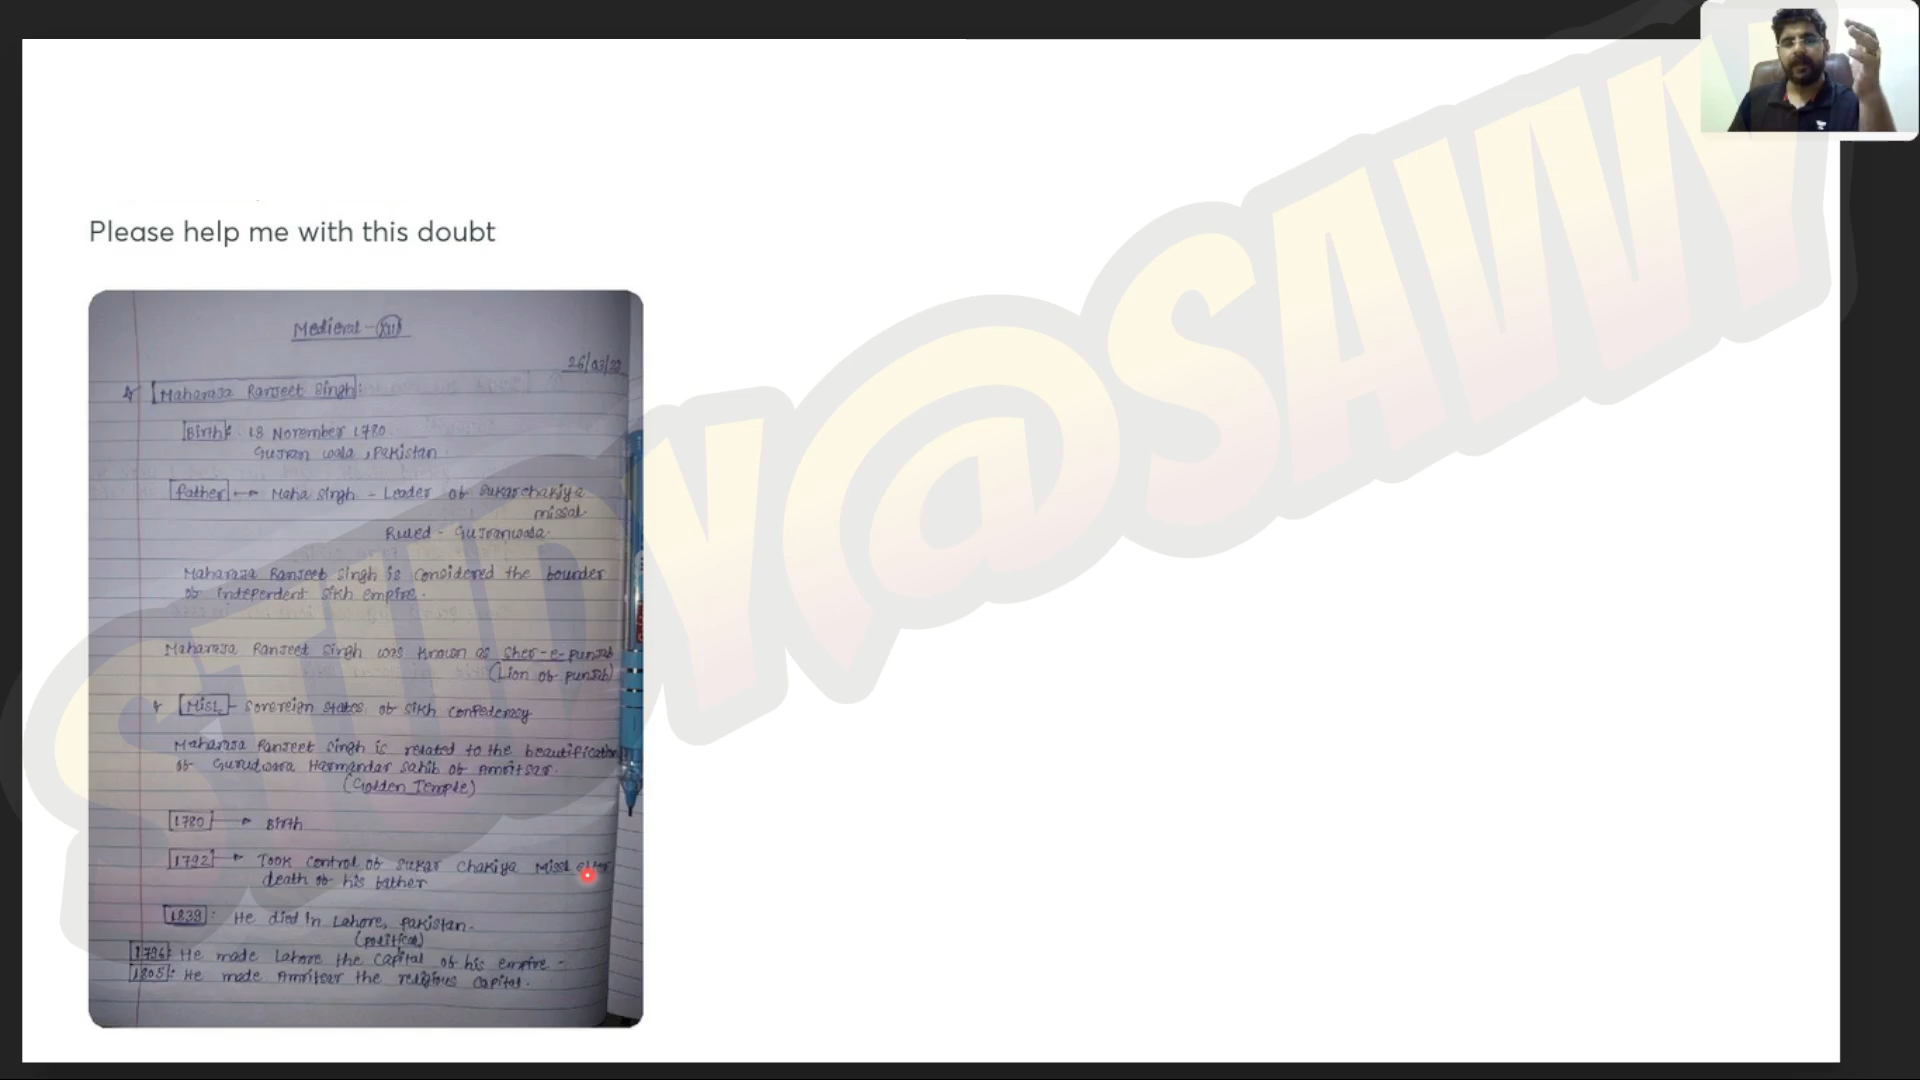 Please help me with this doubt
Medieval - XII
26/03/22
Maharaja Ranjeet Singh:
Birth: 13 November 1780
Gujran wala, Pakistan.
Father → Maha Singh - Leader of Sukarchakiya
missal.
Ruled - Gujranwala.
Maharaja Ranjeet Singh is considered the founder
of independent Sikh empire.
Maharaja Ranjeet Singh was known as Sher-e-punjab
(Lion of punjab)
Misl - Sovereign states of Sikh Confederacy
Maharaja Ranjeet Singh is related to the beautification
of Gurudwara Harmandar Sahib of Amritsar.
(Golden Temple)
1780 → Birth
1792 → Took control of Sukar Chakiya Missl after
death of his father
1839: He died in Lahore, pakistan.
(political)
1796: He made Lahore the Capital of his empire -
1805: He made Amritsar the religious capital.
STUDY@SAVVY